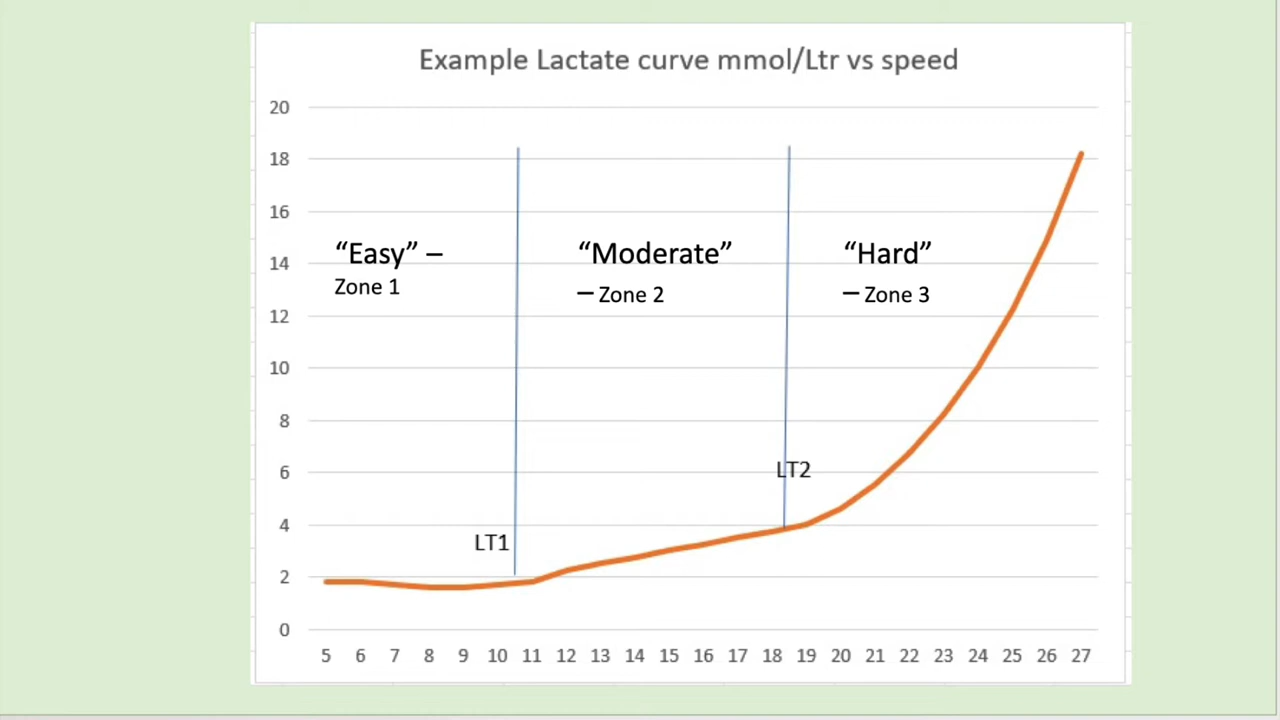 Example Lactate curve mmol/Ltr vs speed
20
18
16
14
12
10
8
6
4
2
0
“Easy” –
Zone 1
“Moderate”
– Zone 2
“Hard”
– Zone 3
LT1
LT2
5 6 7 8 9 10 11 12 13 14 15 16 17 18 19 20 21 22 23 24 25 26 27